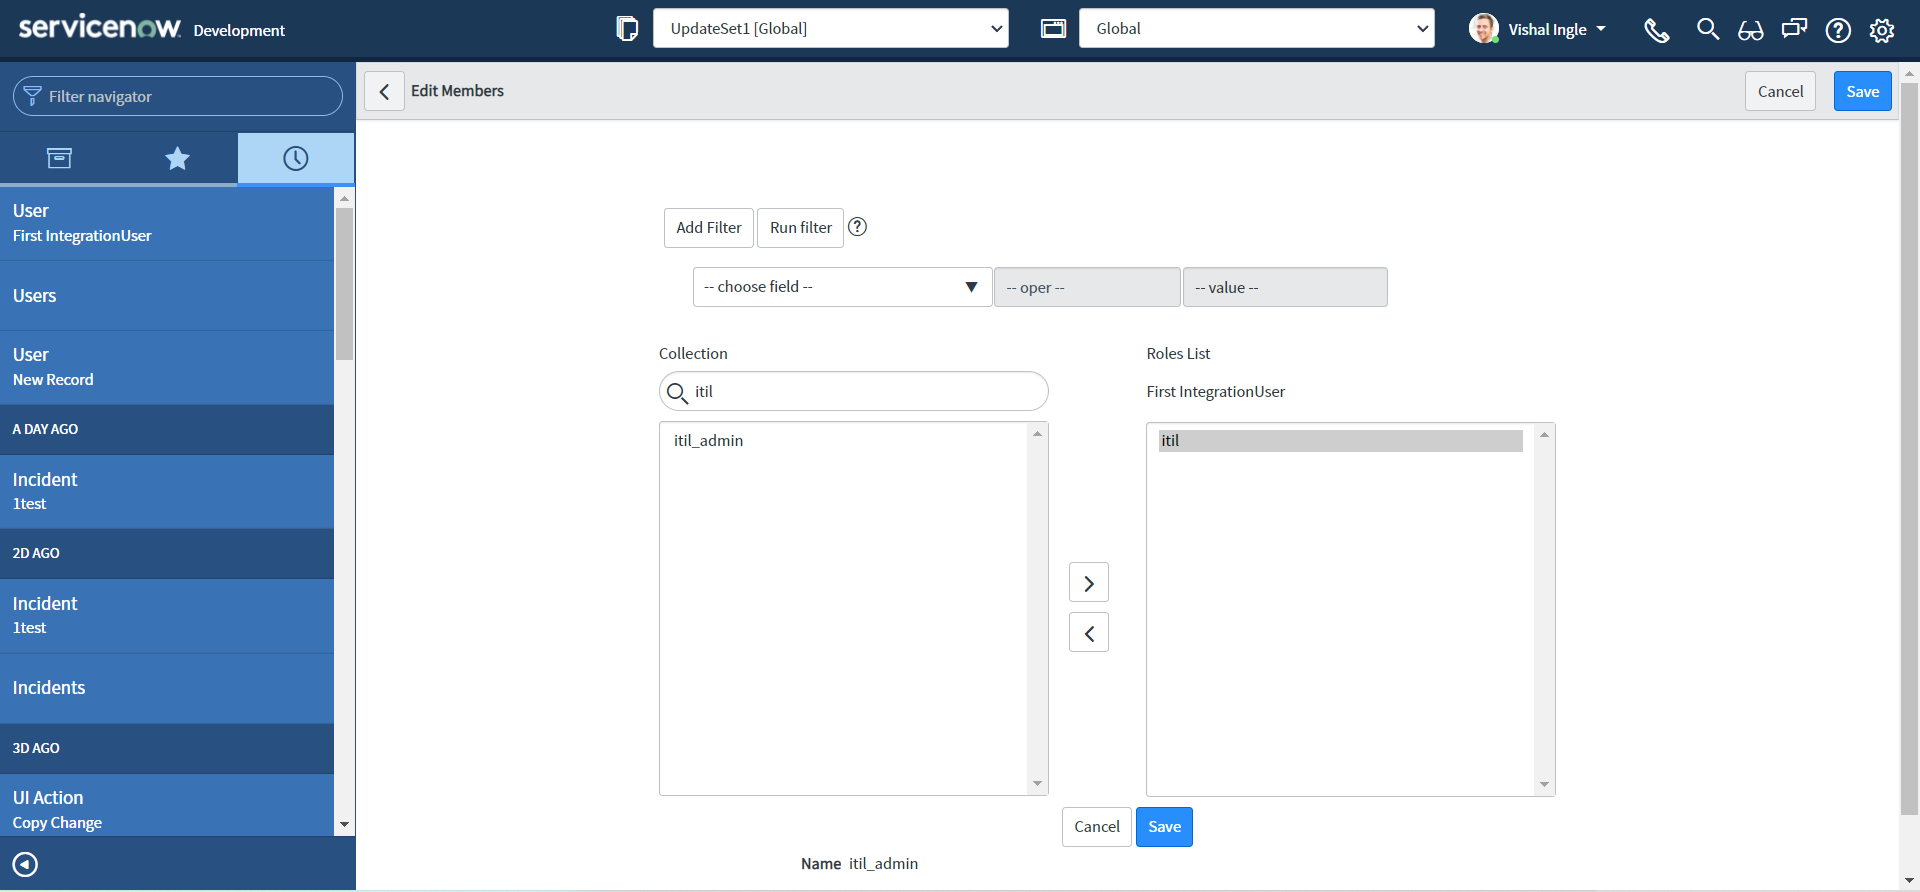 servicenow. Development
UpdateSet1 [Global]
Global
Vishal Ingle
Filter navigator
Edit Members
Cancel
Save
User
First IntegrationUser
Users
User
New Record
A DAY AGO
Incident
1test
2D AGO
Incident
1test
Incidents
3D AGO
UI Action
Copy Change
Add Filter
Run filter
-- choose field --
-- oper --
-- value --
Collection
itil
itil_admin
Roles List
First IntegrationUser
itil
Cancel
Save
Name itil_admin